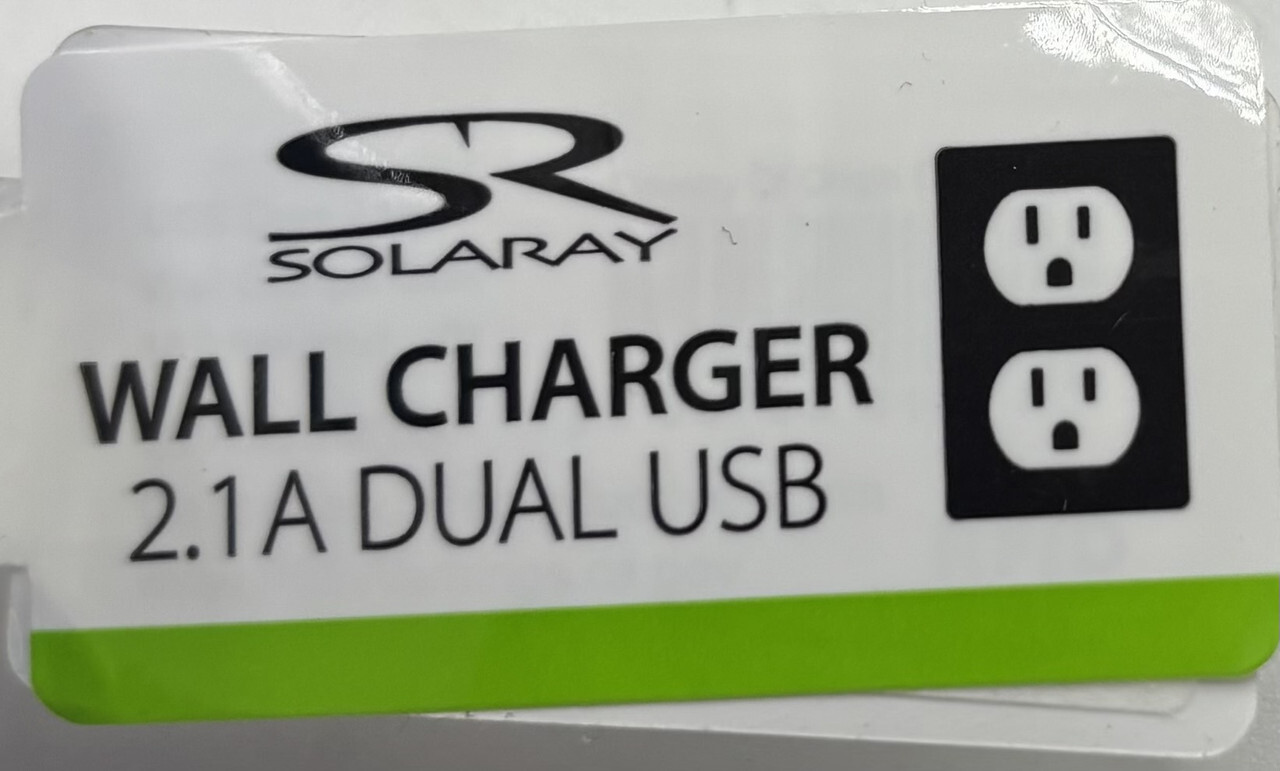 SR
SOLARAY
WALL CHARGER
2.1A DUAL USB